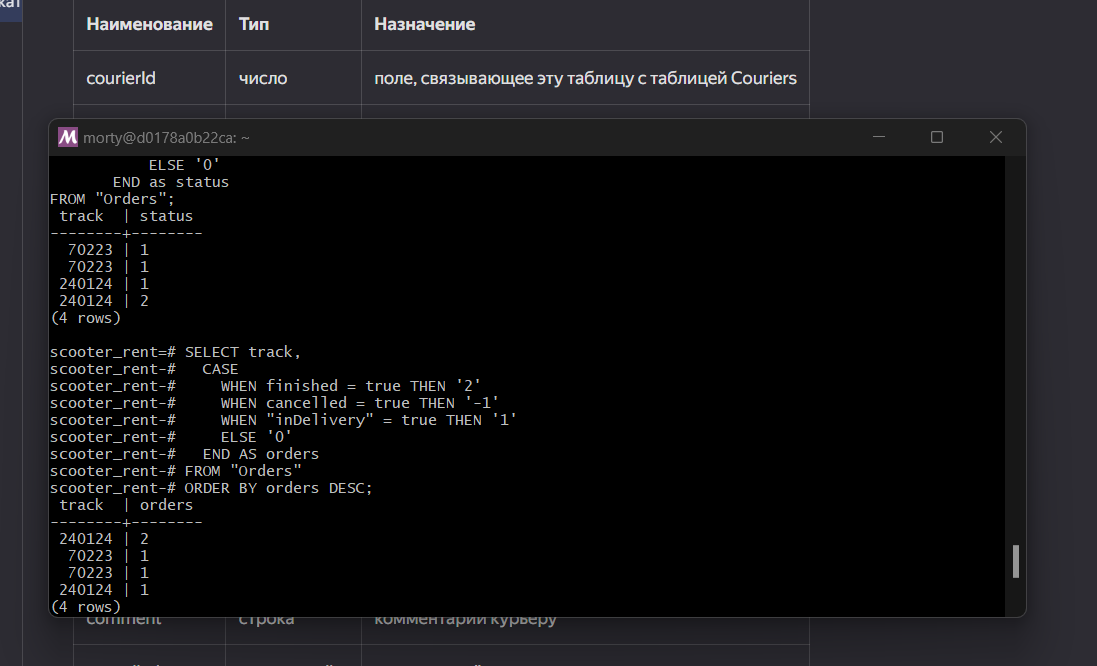 Наименование Тип Назначение
courierId число поле, связывающее эту таблицу с таблицей Couriers
morty@d0178a0b22ca: ~
ELSE '0'
END as status
FROM "Orders";
track | status
--------+--------
70223 | 1
70223 | 1
240124 | 1
240124 | 2
(4 rows)
scooter_rent=# SELECT track,
scooter_rent-# CASE
scooter_rent-# WHEN finished = true THEN '2'
scooter_rent-# WHEN cancelled = true THEN '-1'
scooter_rent-# WHEN "inDelivery" = true THEN '1'
scooter_rent-# ELSE '0'
scooter_rent-# END AS orders
scooter_rent-# FROM "Orders"
scooter_rent-# ORDER BY orders DESC;
track | orders
--------+--------
240124 | 2
70223 | 1
70223 | 1
240124 | 1
(4 rows)
comment строка комментарий курьеру